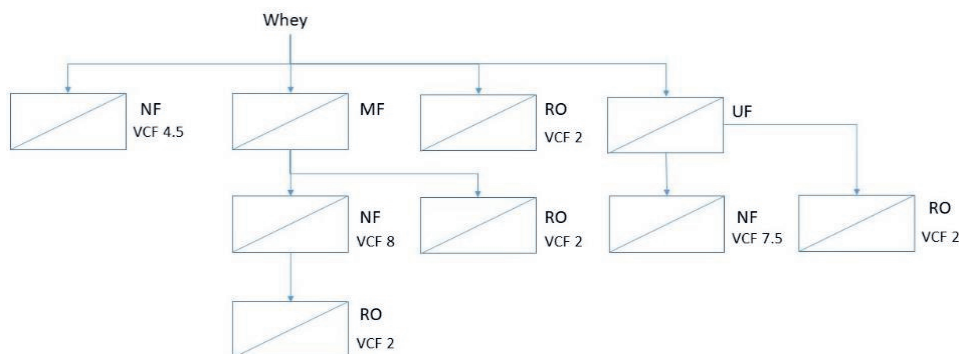 Whey
NF
VCF 4.5
MF
RO
VCF 2
UF
NF
VCF 8
RO
VCF 2
NF
VCF 7.5
RO
VCF 2
RO
VCF 2